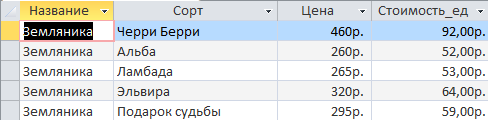 Название Сорт Цена Стоимость_ед
Земляника Черри Берри 460р. 92,00р.
Земляника Альба 260р. 52,00р.
Земляника Ламбада 265р. 53,00р.
Земляника Эльвира 320р. 64,00р.
Земляника Подарок судьбы 295р. 59,00р.